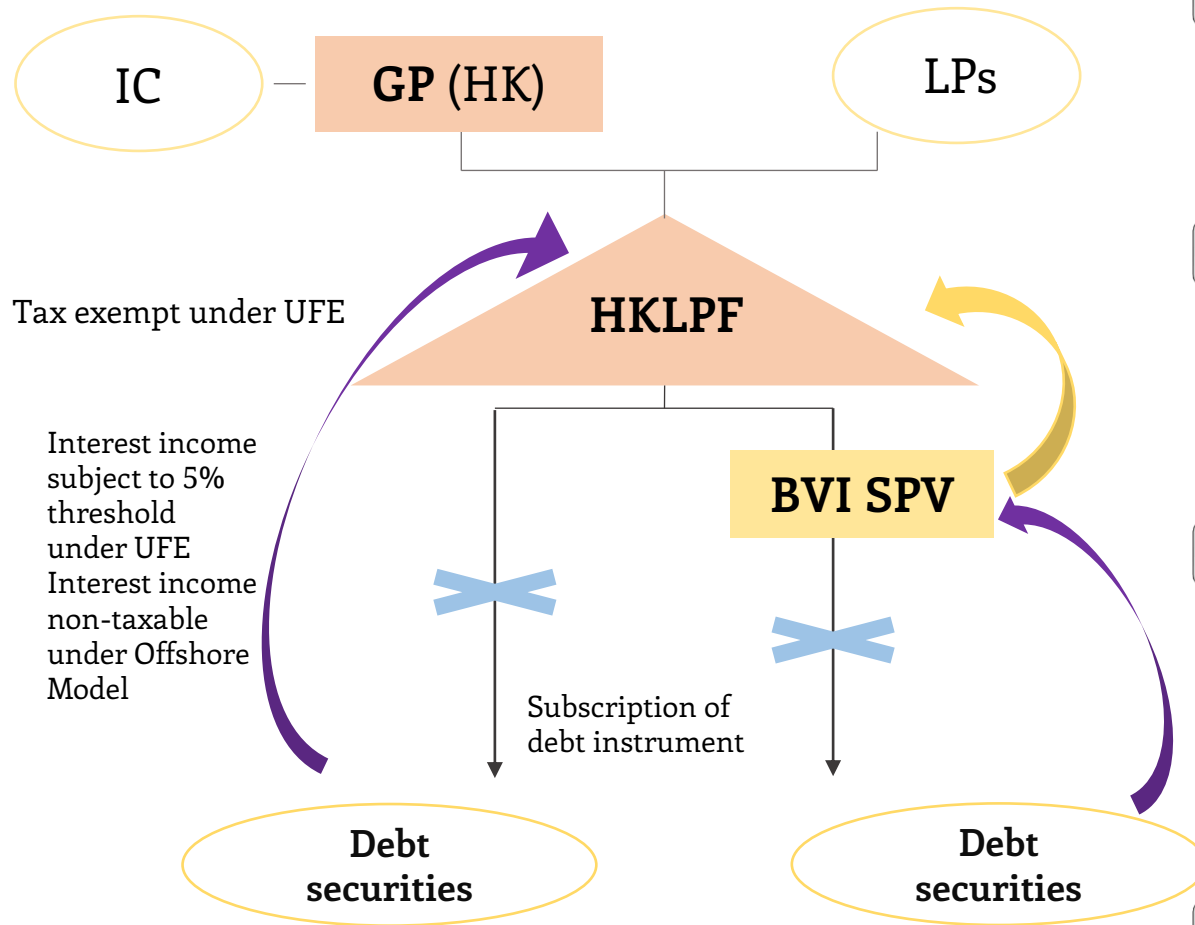 IC
GP (HK)
LPs
Tax exempt under UFE
HKLPF
Interest income
subject to 5%
threshold
under UFE
Interest income
non-taxable
under Offshore
Model
BVI SPV
Subscription of
debt instrument
Debt
securities
Debt
securities